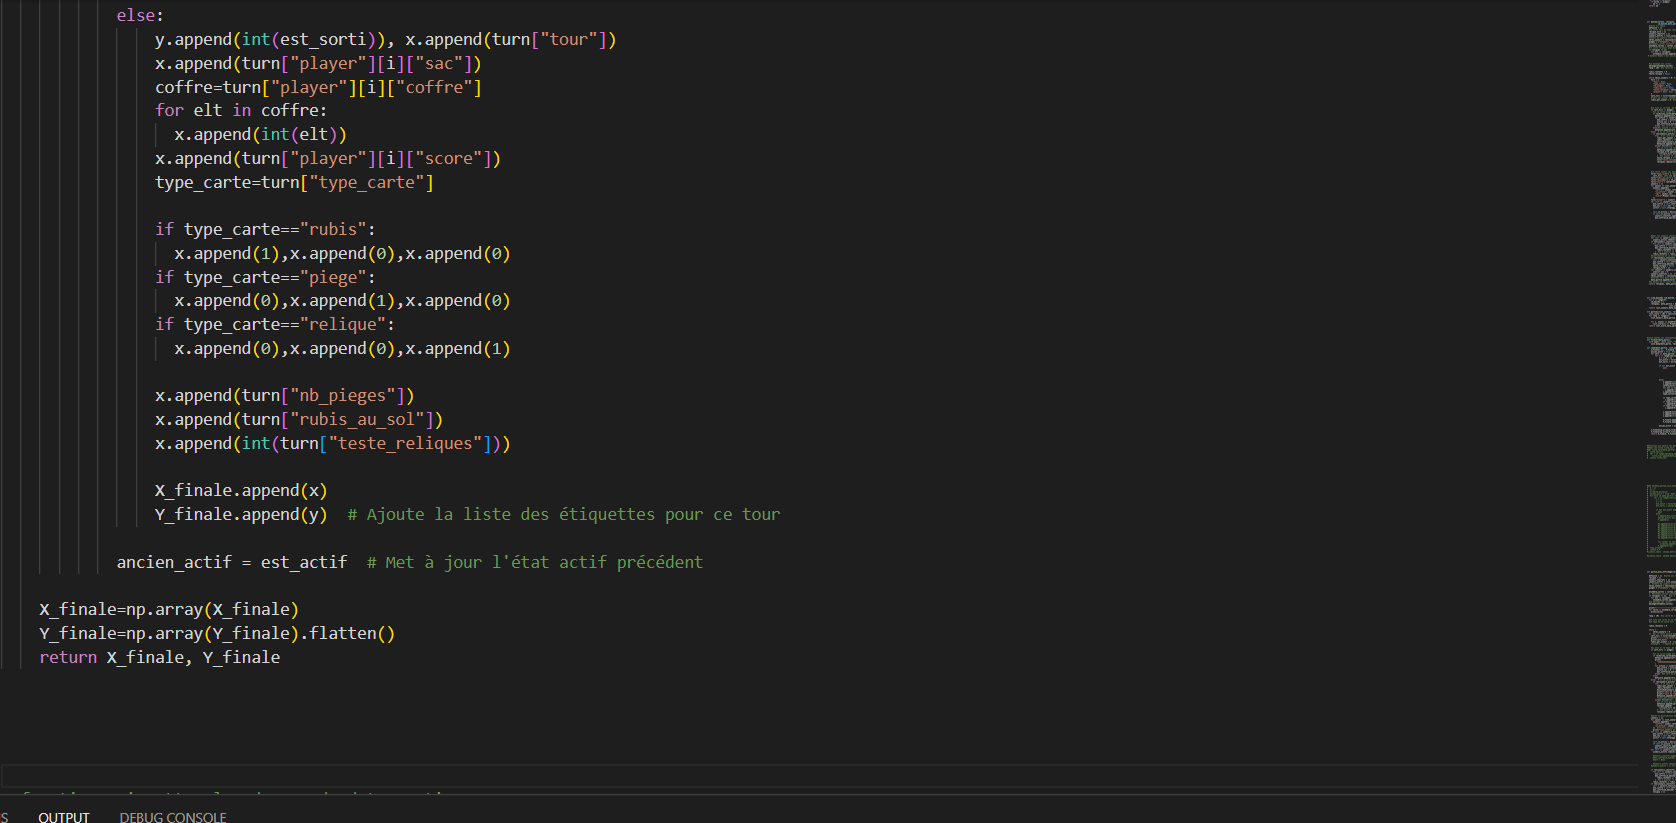 else:
y.append(int(est_sorti)), x.append(turn["tour"])
x.append(turn["player"][i]["sac"])
coffre=turn["player"][i]["coffre"]
for elt in coffre:
x.append(int(elt))
x.append(turn["player"][i]["score"])
type_carte=turn["type_carte"]
if type_carte=="rubis":
x.append(1),x.append(0),x.append(0)
if type_carte=="piege":
x.append(0),x.append(1),x.append(0)
if type_carte=="relique":
x.append(0),x.append(0),x.append(1)
x.append(turn["nb_pieges"])
x.append(turn["rubis_au_sol"])
x.append(int(turn["teste_reliques"]))
X_finale.append(x)
Y_finale.append(y)  # Ajoute la liste des étiquettes pour ce tour
ancien_actif = est_actif  # Met à jour l'état actif précédent
X_finale=np.array(X_finale)
Y_finale=np.array(Y_finale).flatten()
return X_finale, Y_finale
S OUTPUT DEBUG CONSOLE